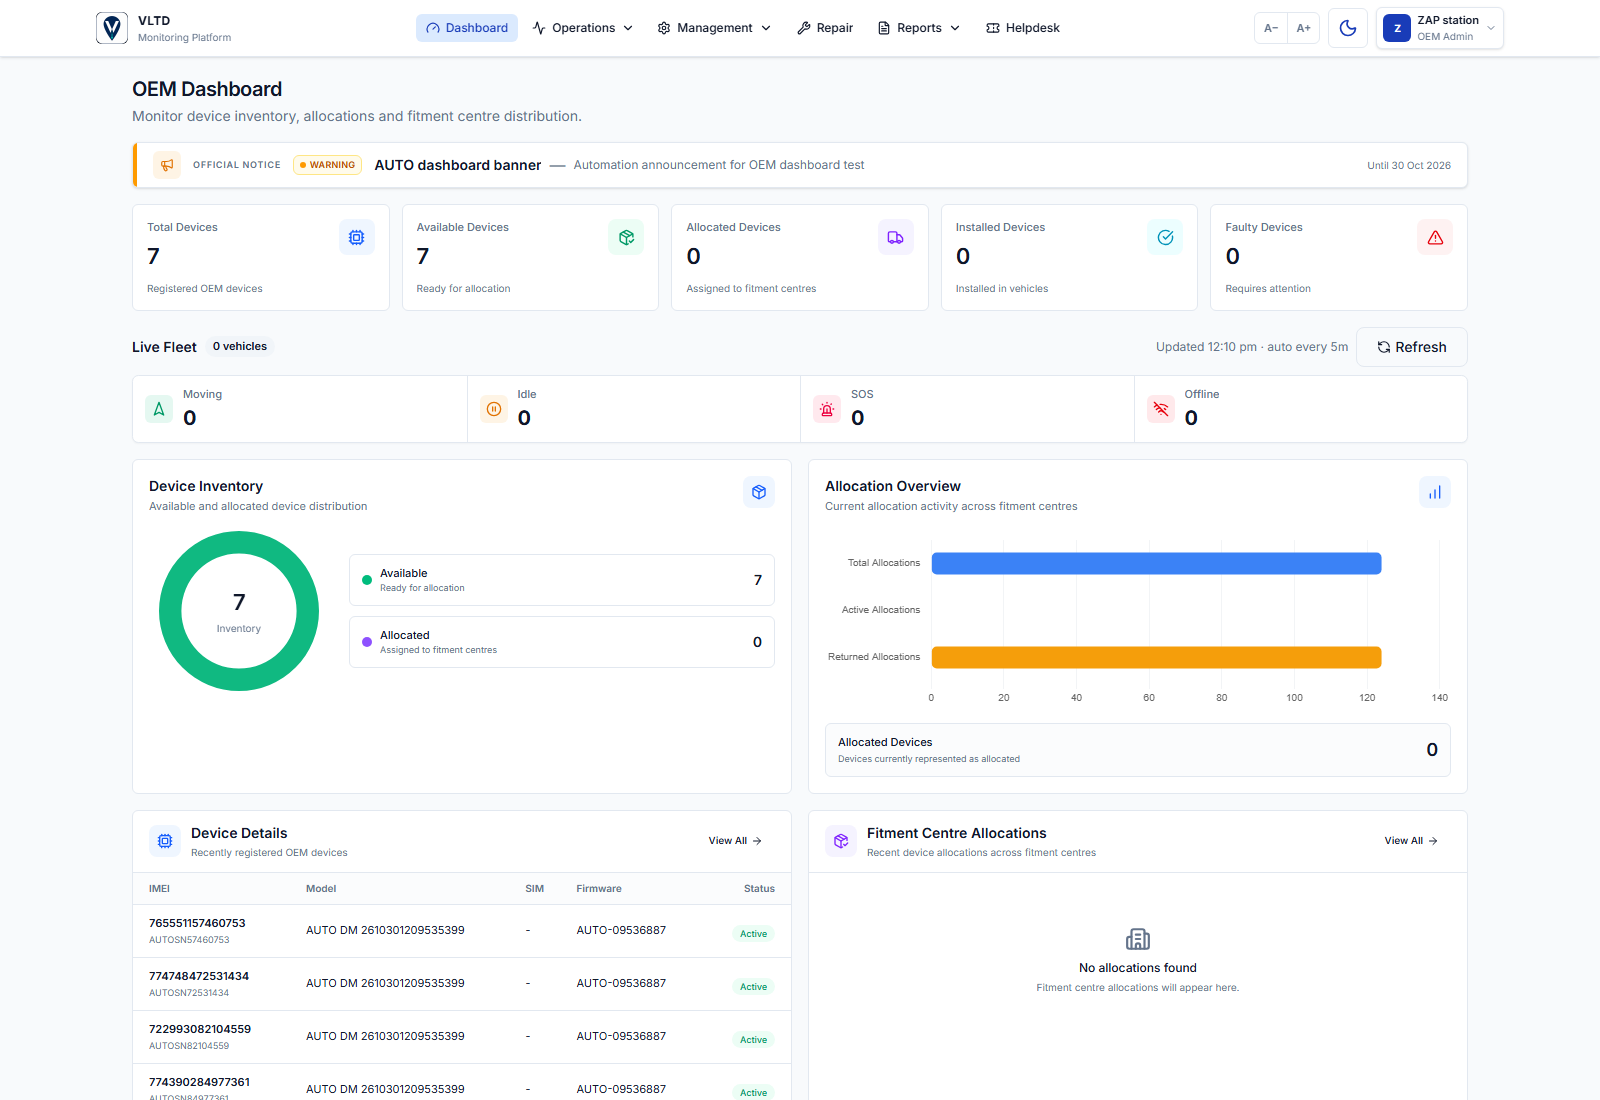 VLTD
Monitoring Platform
Dashboard
Operations
Management
Repair
Reports
Helpdesk
A−
A+
Z
ZAP station
OEM Admin
OEM Dashboard
Monitor device inventory, allocations and fitment centre distribution.
OFFICIAL NOTICE
WARNING
AUTO dashboard banner — Automation announcement for OEM dashboard test
Until 30 Oct 2026
Total Devices
7
Registered OEM devices
Available Devices
7
Ready for allocation
Allocated Devices
0
Assigned to fitment centres
Installed Devices
0
Installed in vehicles
Faulty Devices
0
Requires attention
Live Fleet
0 vehicles
Updated 12:10 pm · auto every 5m
Refresh
Moving
0
Idle
0
SOS
0
Offline
0
Device Inventory
Available and allocated device distribution
7
Inventory
Available
Ready for allocation
7
Allocated
Assigned to fitment centres
0
Allocation Overview
Current allocation activity across fitment centres
Total Allocations
Active Allocations
Returned Allocations
0 20 40 60 80 100 120 140
Allocated Devices
Devices currently represented as allocated
0
Device Details
Recently registered OEM devices
View All
IMEI Model SIM Firmware Status
765551157460753
AUTOSN57460753
AUTO DM 2610301209535399 - AUTO-09536887 Active
774748472531434
AUTOSN72531434
AUTO DM 2610301209535399 - AUTO-09536887 Active
722993082104559
AUTOSN82104559
AUTO DM 2610301209535399 - AUTO-09536887 Active
774390284977361
AUTOSN84977361
AUTO DM 2610301209535399 - AUTO-09536887 Active
Fitment Centre Allocations
Recent device allocations across fitment centres
View All
No allocations found
Fitment centre allocations will appear here.